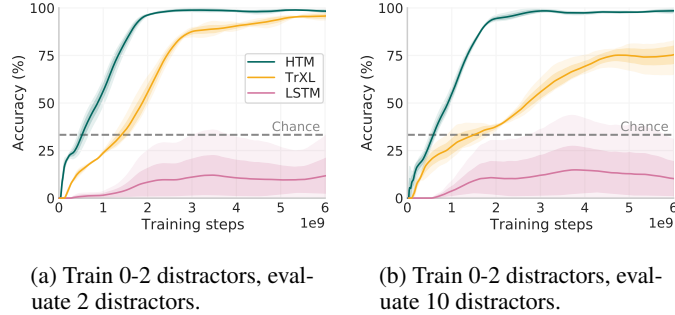 100
75
50
25
0
Accuracy (%)
HTM
TrXL
LSTM
Chance
0 1 2 3 4 5 6
1e9
Training steps
(a) Train 0-2 distractors, eval-
uate 2 distractors.
100
75
50
25
0
Accuracy (%)
Chance
0 1 2 3 4 5 6
1e9
Training steps
(b) Train 0-2 distractors, eval-
uate 10 distractors.